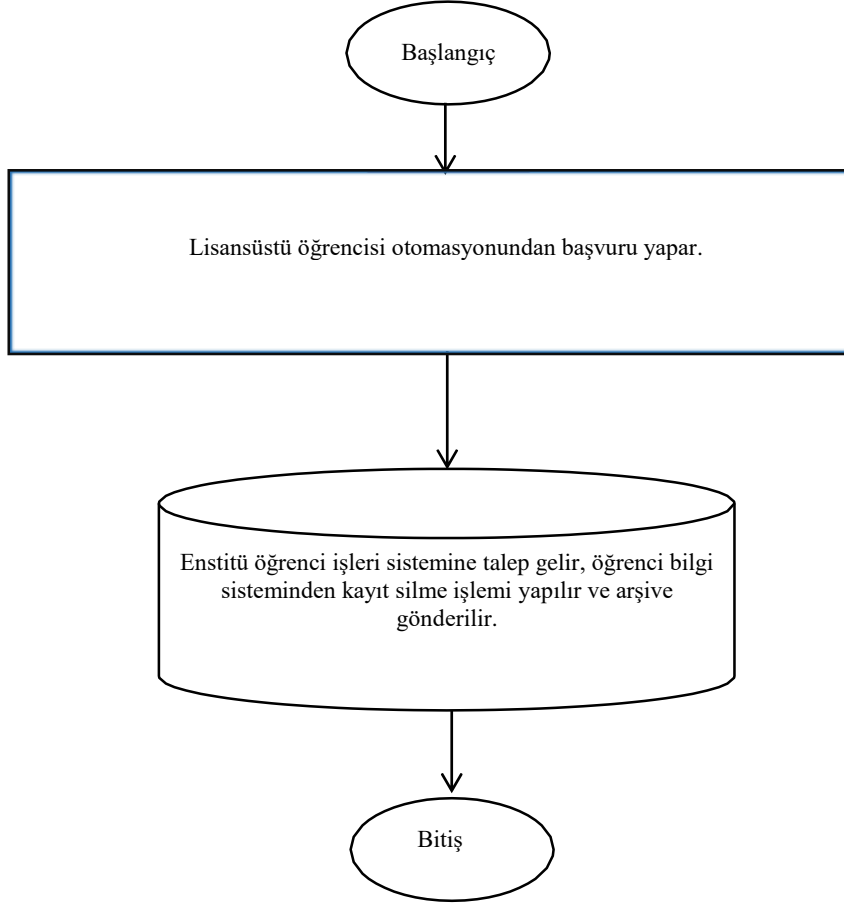 Başlangıç
Lisansüstü öğrencisi otomasyonundan başvuru yapar.
Enstitü öğrenci işleri sistemine talep gelir, öğrenci bilgi
sisteminden kayıt silme işlemi yapılır ve arşive
gönderilir.
Bitiş